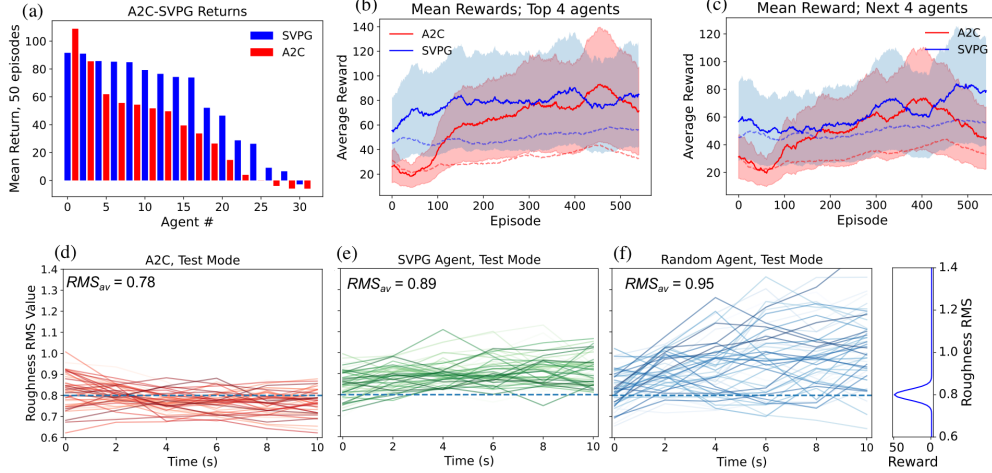 (a)
A2C-SVPG Returns
SVPG
A2C
Mean Return, 50 episodes
100
80
60
40
20
0
0 5 10 15 20 25 30
Agent #
(b)
Mean Rewards; Top 4 agents
A2C
SVPG
Average Reward
140
120
100
80
60
40
20
0 100 200 300 400 500
Episode
(c)
Mean Reward; Next 4 agents
A2C
SVPG
Average Reward
120
100
80
60
40
20
0 100 200 300 400 500
Episode
(d)
A2C, Test Mode
RMSav = 0.78
Roughness RMS Value
1.4
1.3
1.2
1.1
1.0
0.9
0.8
0.7
0.6
0 2 4 6 8 10
Time (s)
(e)
SVPG Agent, Test Mode
RMSav = 0.89
0 2 4 6 8 10
Time (s)
(f)
Random Agent, Test Mode
RMSav = 0.95
0 2 4 6 8 10
Time (s)
1.4
1.2
1.0
0.8
0.6
Roughness RMS
50 0
Reward